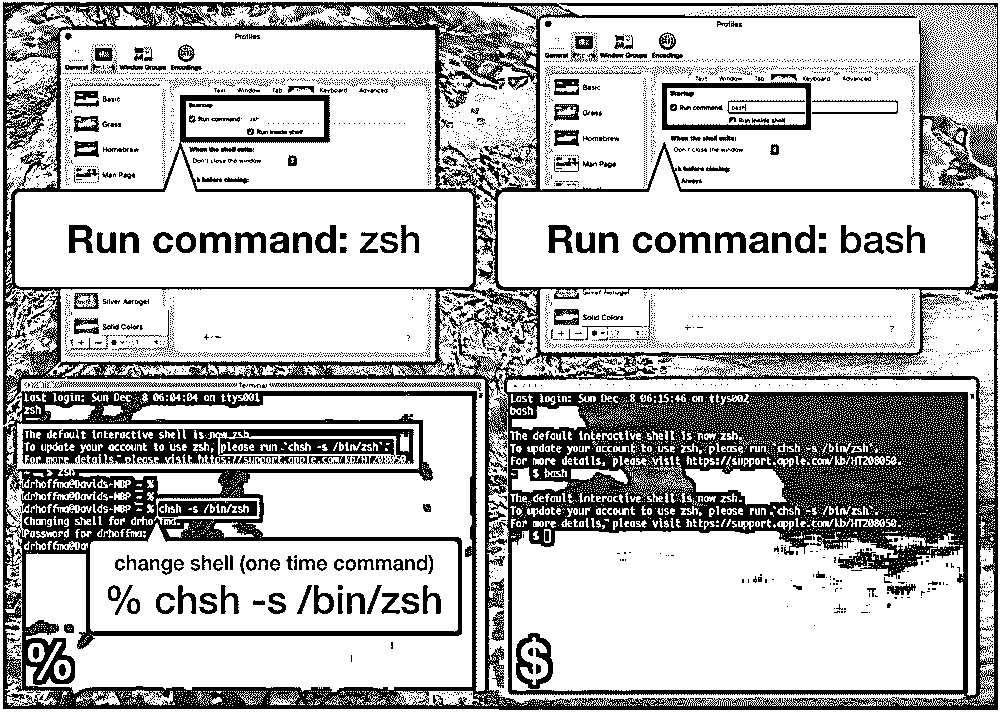 Profiles
General Window Groups Encodings
Text Window Tab Keyboard Advanced
Basic
Grass
Homebrew
Man Page
Startup
Run command: zsh
Run inside shell
When the shell exits:
Don't close the window
k before closing:
Run command: zsh
Silver Aerogel
Solid Colors
Profiles
General Window Groups Encodings
Text Window Tab Keyboard Advanced
Basic
Grass
Homebrew
Man Page
Startup
Run command: bash
Run inside shell
When the shell exits:
Don't close the window
k before closing:
Always
Run command: bash
Silver Aerogel
Solid Colors
Terminal
Last login: Sun Dec 8 06:04:04 on ttys001
zsh
The default interactive shell is now zsh.
To update your account to use zsh, please run `chsh -s /bin/zsh`.
For more details, please visit https://support.apple.com/kb/HT208050.
$ zsh
drhoffma@Davids-MBP ~ %
drhoffma@Davids-MBP ~ %
drhoffma@Davids-MBP ~ % chsh -s /bin/zsh
Changing shell for drhoffma.
Password for drhoffma:
drhoffma@Dav
change shell (one time command)
% chsh -s /bin/zsh
%
Last login: Sun Dec 8 06:15:46 on ttys002
bash
The default interactive shell is now zsh.
To update your account to use zsh, please run `chsh -s /bin/zsh`.
For more details, please visit https://support.apple.com/kb/HT208050.
$ bash
The default interactive shell is now zsh.
To update your account to use zsh, please run `chsh -s /bin/zsh`.
For more details, please visit https://support.apple.com/kb/HT208050.
$
$